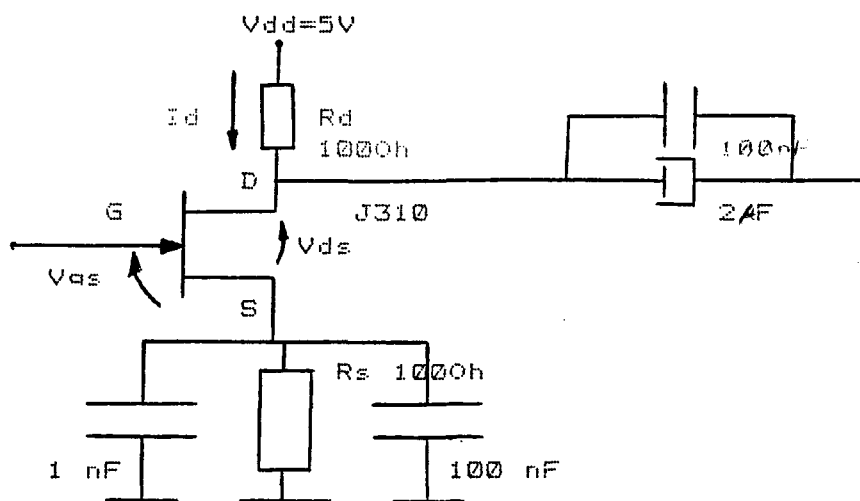 Vdd=5V
Id
Rd
100Oh
100nF
D
G
J310
2µF
Vgs
Vds
S
Rs 100Oh
1 nF
100 nF